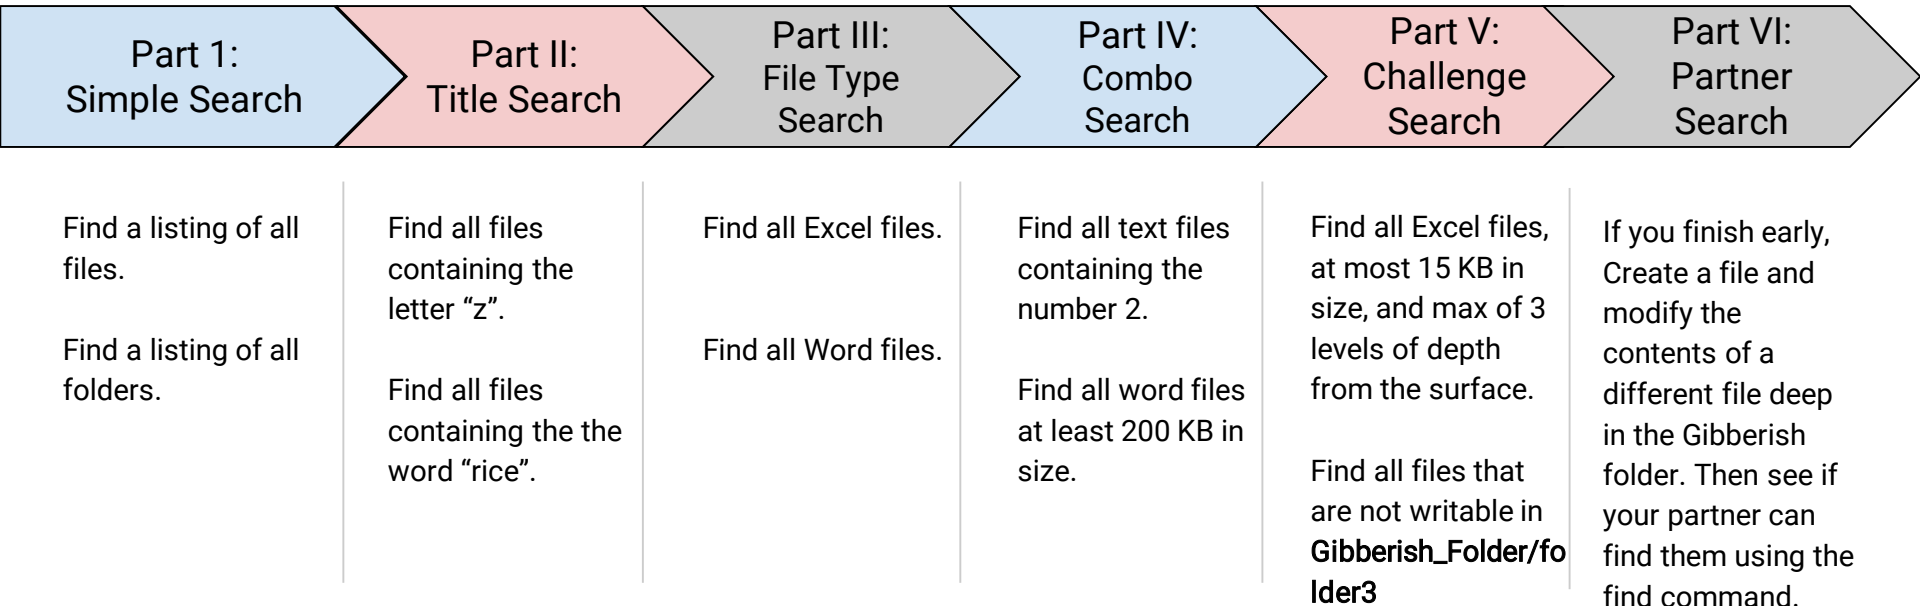 Part 1:
Simple Search
Part II:
Title Search
Part III:
File Type
Search
Part IV:
Combo
Search
Part V:
Challenge
Search
Part VI:
Partner
Search
Find a listing of all
files.
Find a listing of all
folders.
Find all files
containing the
letter “z”.
Find all files
containing the the
word “rice”.
Find all Excel files.
Find all Word files.
Find all text files
containing the
number 2.
Find all word files
at least 200 KB in
size.
Find all Excel files,
at most 15 KB in
size, and max of 3
levels of depth
from the surface.
Find all files that
are not writable in
Gibberish_Folder/fo
lder3
If you finish early,
Create a file and
modify the
contents of a
different file deep
in the Gibberish
folder. Then see if
your partner can
find them using the
find command.